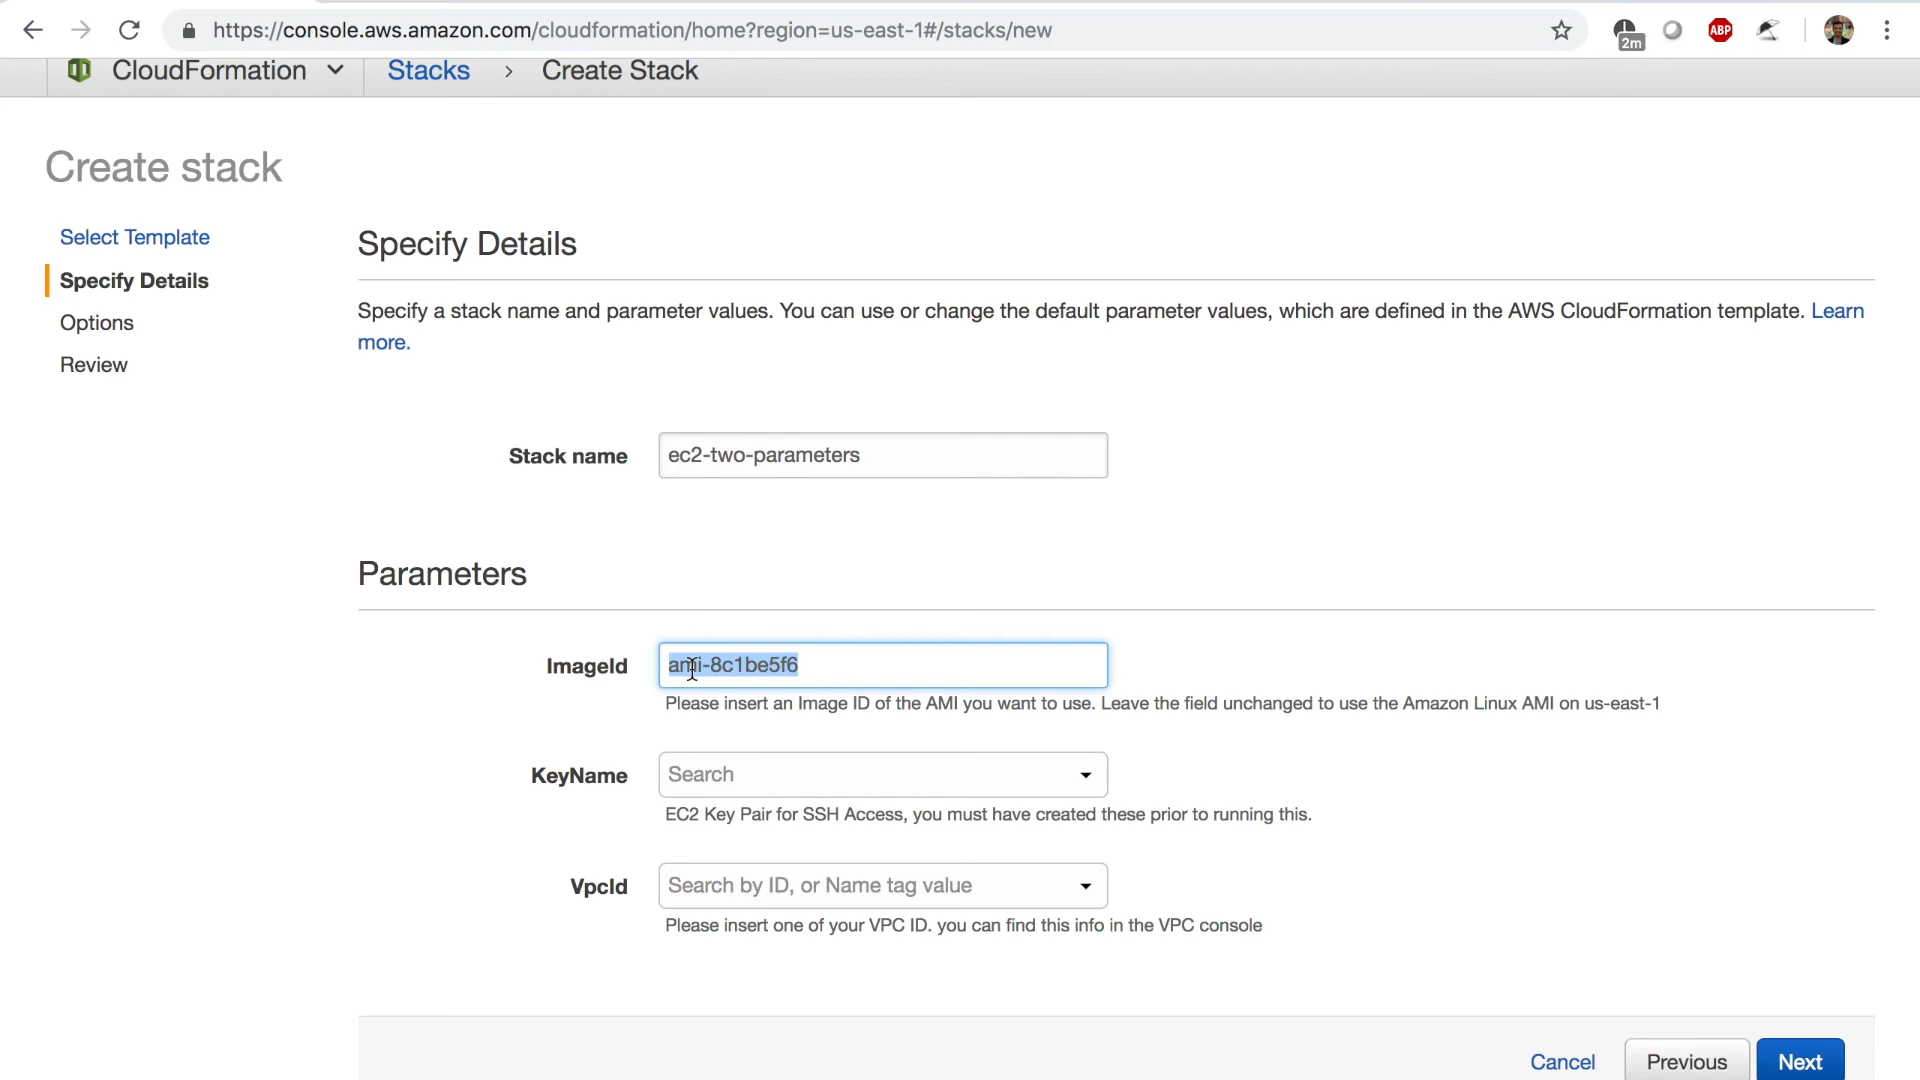 https://console.aws.amazon.com/cloudformation/home?region=us-east-1#/stacks/new
2m
ABP
CloudFormation
Stacks
Create Stack
Create stack
Select Template
Specify Details
Options
Review
Specify Details
Specify a stack name and parameter values. You can use or change the default parameter values, which are defined in the AWS CloudFormation template. Learn
more.
Stack name
ec2-two-parameters
Parameters
ImageId
ami-8c1be5f6
Please insert an Image ID of the AMI you want to use. Leave the field unchanged to use the Amazon Linux AMI on us-east-1
KeyName
Search
EC2 Key Pair for SSH Access, you must have created these prior to running this.
VpcId
Search by ID, or Name tag value
Please insert one of your VPC ID. you can find this info in the VPC console
Cancel
Previous
Next